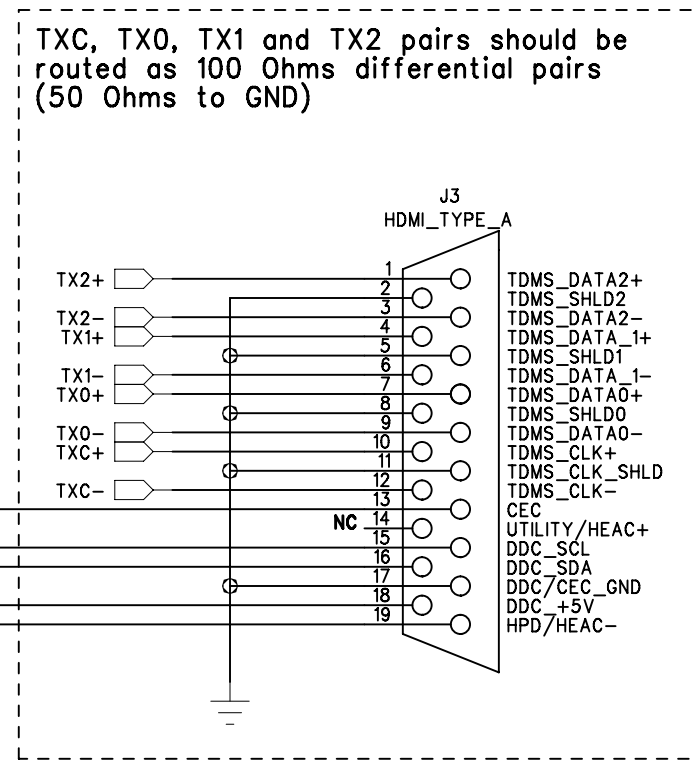 TXC, TX0, TX1 and TX2 pairs should be
routed as 100 Ohms differential pairs
(50 Ohms to GND)
J3
HDMI_TYPE_A
TX2+ 1 TDMS_DATA2+
2 TDMS_SHLD2
TX2- 3 TDMS_DATA2-
TX1+ 4 TDMS_DATA_1+
5 TDMS_SHLD1
TX1- 6 TDMS_DATA_1-
TX0+ 7 TDMS_DATA0+
8 TDMS_SHLD0
TX0- 9 TDMS_DATA0-
TXC+ 10 TDMS_CLK+
11 TDMS_CLK_SHLD
TXC- 12 TDMS_CLK-
13 CEC
NC 14 UTILITY/HEAC+
15 DDC_SCL
16 DDC_SDA
17 DDC/CEC_GND
18 DDC_+5V
19 HPD/HEAC-